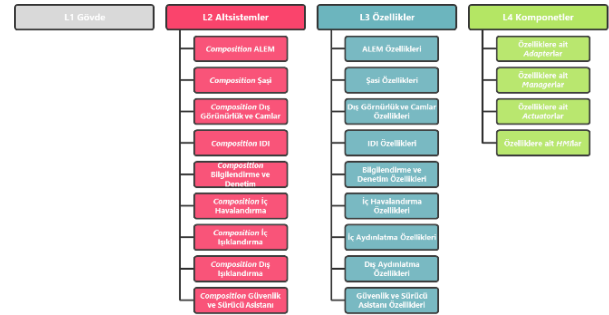 L1 Gövde
L2 Altsistemler
Composition ALEM
Composition Şasi
Composition Dış
Görünürlük ve Camlar
Composition IDI
Composition
Bilgilendirme ve
Denetim
Composition İç
Havalandırma
Composition İç
Işıklandırma
Composition Dış
Işıklandırma
Composition Güvenlik
ve Sürücü Asistanı
L3 Özellikler
ALEM Özellikleri
Şasi Özellikleri
Dış Görnürlük ve Camlar
Özellikleri
IDI Özellikleri
Bilgilendirme ve
Denetim Özellikleri
İç Havalandırma
Özellikleri
İç Aydınlatma Özellikleri
Dış Aydınlatma
Özellikleri
Güvenlik ve Sürücü
Asistanı Özellikleri
L4 Komponetler
Özelliklere ait
Adapterlar
Özelliklere ait
Managerlar
Özelliklere ait
Actuatorlar
Özelliklere ait HMIlar